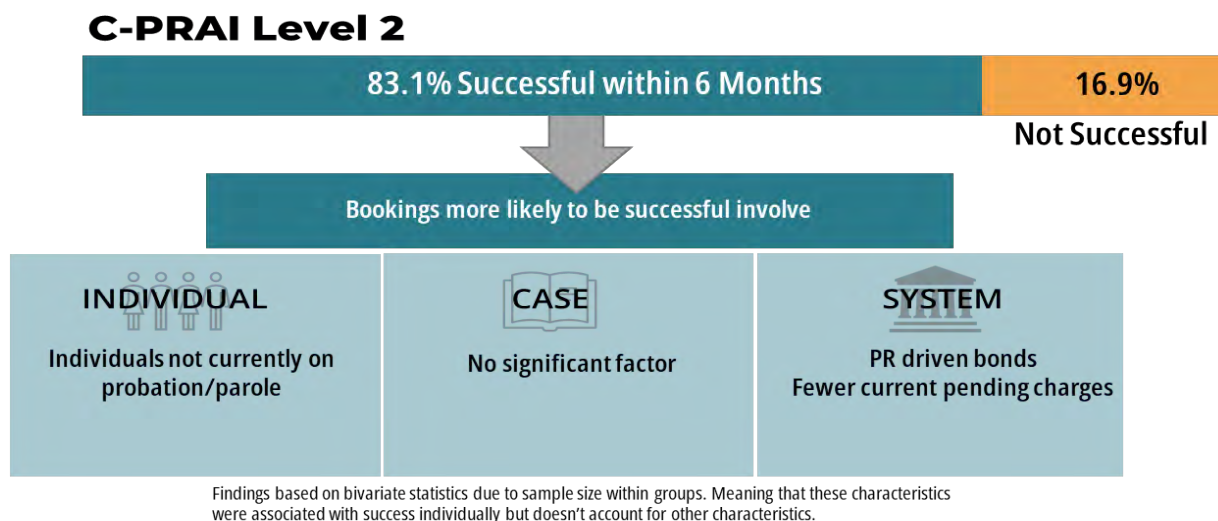 C-PRAI Level 2
83.1% Successful within 6 Months
16.9%
Not Successful
Bookings more likely to be successful involve
INDIVIDUAL
Individuals not currently on
probation/parole
CASE
No significant factor
SYSTEM
PR driven bonds
Fewer current pending charges
Findings based on bivariate statistics due to sample size within groups. Meaning that these characteristics
were associated with success individually but doesn't account for other characteristics.